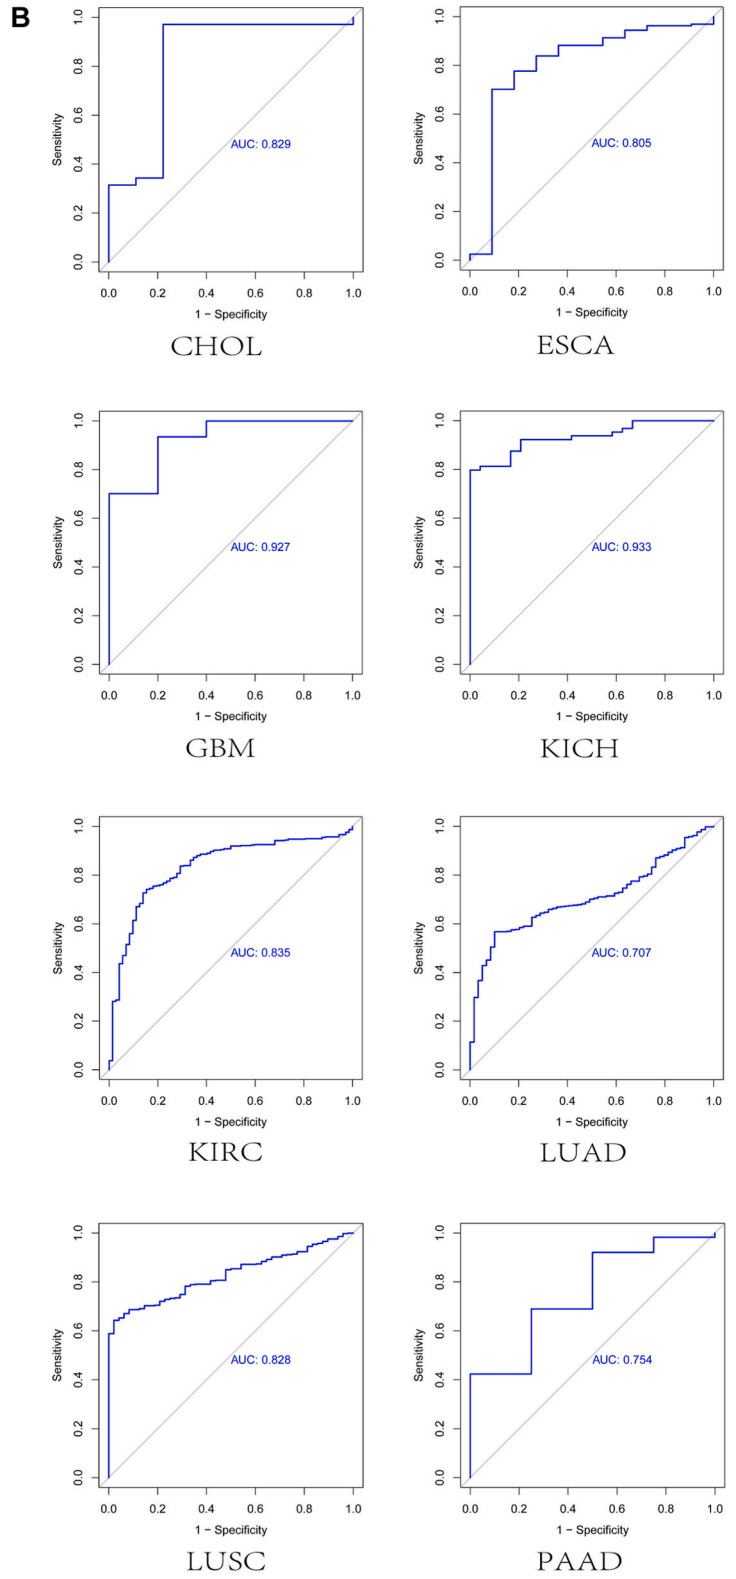 B
1.0
0.8
0.6
0.4
0.2
0.0
Sensitivity
AUC: 0.829
0.0 0.2 0.4 0.6 0.8 1.0
1 − Specificity
CHOL
1.0
0.8
0.6
0.4
0.2
0.0
Sensitivity
AUC: 0.805
0.0 0.2 0.4 0.6 0.8 1.0
1 − Specificity
ESCA
1.0
0.8
0.6
0.4
0.2
0.0
Sensitivity
AUC: 0.927
0.0 0.2 0.4 0.6 0.8 1.0
1 − Specificity
GBM
1.0
0.8
0.6
0.4
0.2
0.0
Sensitivity
AUC: 0.933
0.0 0.2 0.4 0.6 0.8 1.0
1 − Specificity
KICH
1.0
0.8
0.6
0.4
0.2
0.0
Sensitivity
AUC: 0.835
0.0 0.2 0.4 0.6 0.8 1.0
1 − Specificity
KIRC
1.0
0.8
0.6
0.4
0.2
0.0
Sensitivity
AUC: 0.707
0.0 0.2 0.4 0.6 0.8 1.0
1 − Specificity
LUAD
1.0
0.8
0.6
0.4
0.2
0.0
Sensitivity
AUC: 0.828
0.0 0.2 0.4 0.6 0.8 1.0
1 − Specificity
LUSC
1.0
0.8
0.6
0.4
0.2
0.0
Sensitivity
AUC: 0.754
0.0 0.2 0.4 0.6 0.8 1.0
1 − Specificity
PAAD